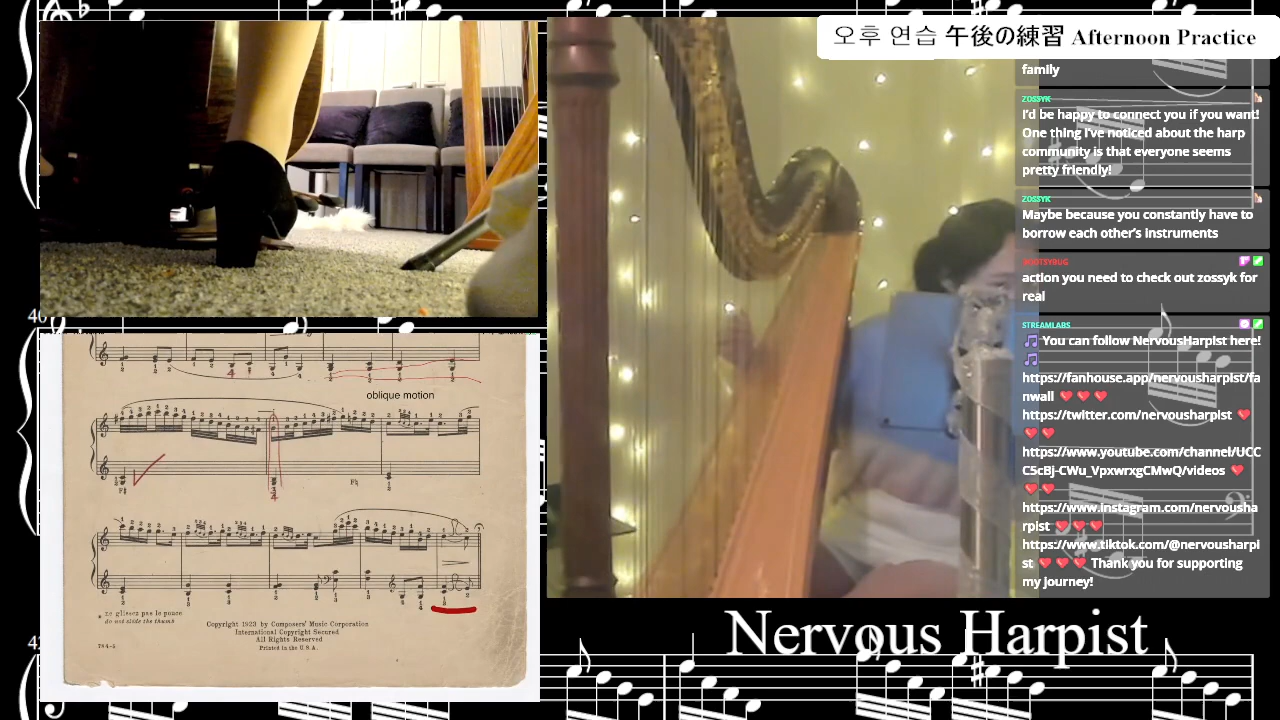 오후 연습 午後の練習 Afternoon Practice
family
ZOSSYK
I'd be happy to connect you if you want!
One thing I've noticed about the harp
community is that everyone seems
pretty friendly!
ZOSSYK
Maybe because you constantly have to
borrow each other's instruments
action you need to check out zossyk for
real
STREAMLABS
🎵 You can follow NervousHarpist here!
🎵
https://fanhouse.app/nervousharpist/fa
nwall ❤️ ❤️ ❤️
https://twitter.com/nervousharpist ❤️
❤️ ❤️
https://www.youtube.com/channel/UCC
C5cBj-CWu_VpxwrxgCMwQ/videos ❤️
❤️ ❤️
https://www.instagram.com/nervousha
rpist ❤️ ❤️ ❤️
https://www.tiktok.com/@nervousharpi
st ❤️ ❤️ ❤️ Thank you for supporting
my journey!
oblique motion
* ne glissez pas le pouce
do not slide the thumb
Copyright 1923 by Composers' Music Corporation
International Copyright Secured
All Rights Reserved
Printed in the U.S.A.
Nervous Harpist